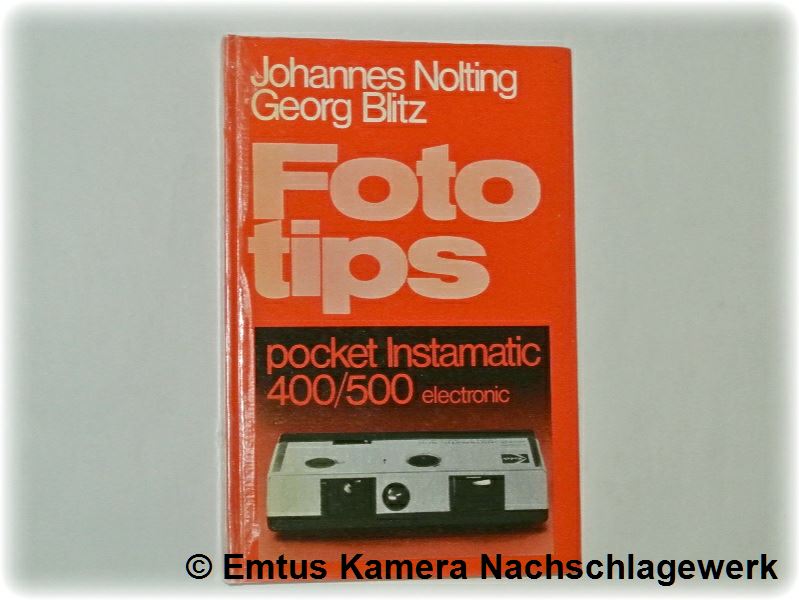 Johannes Nolting
Georg Blitz
Foto
tips
pocket Instamatic
400/500 electronic
© Emtus Kamera Nachschlagewerk